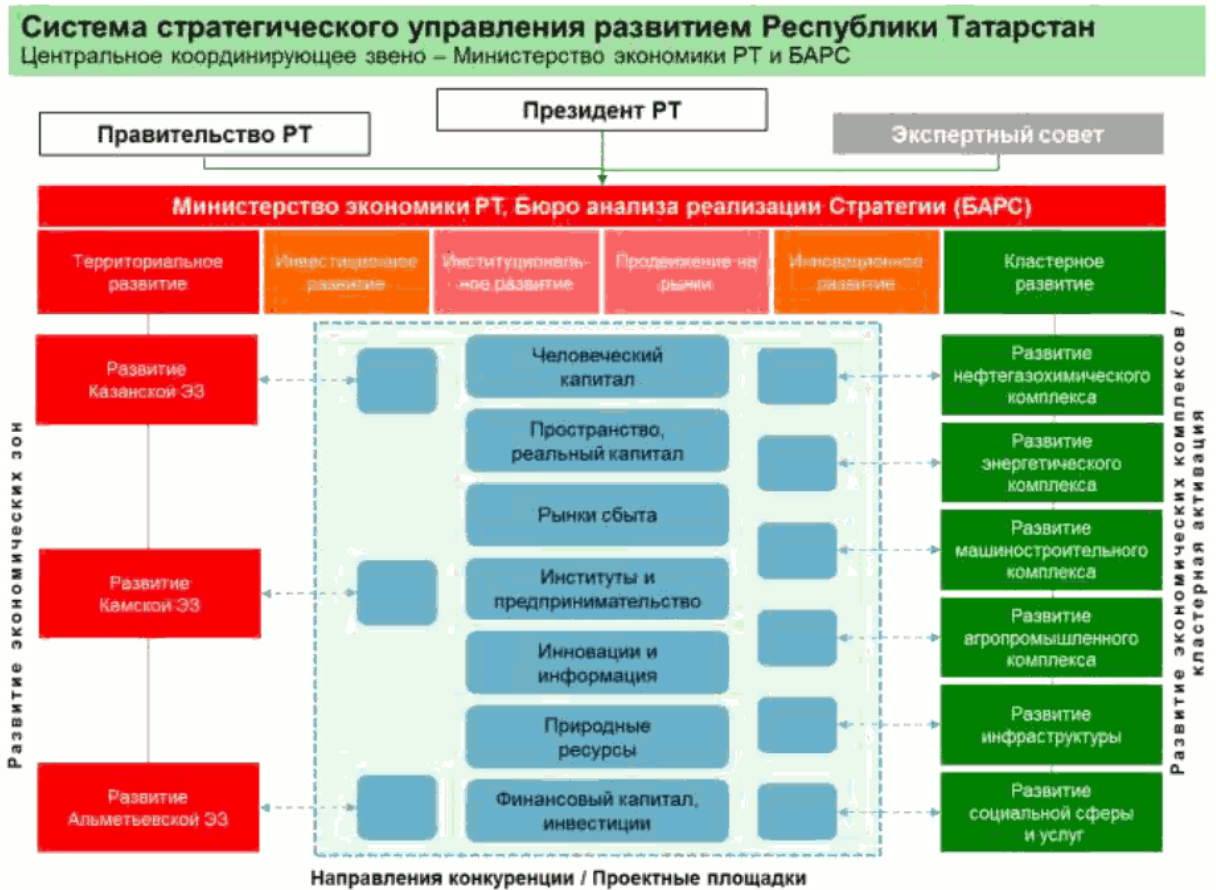 Система стратегического управления развитием Республики Татарстан
Центральное координирующее звено – Министерство экономики РТ и БАРС
Президент РТ
Правительство РТ
Экспертный совет
Министерство экономики РТ, Бюро анализа реализации Стратегии (БАРС)
Территориальное
развитие
Инвестиционное
развитие
Институциональ-
ное развитие
Продвижение на
рынки
Инновационное
развитие
Кластерное
развитие
Развитие экономических зон
Развитие
Казанской ЭЗ
Развитие
Камской ЭЗ
Развитие
Альметьевской ЭЗ
Человеческий
капитал
Пространство,
реальный капитал
Рынки сбыта
Институты и
предпринимательство
Инновации и
информация
Природные
ресурсы
Финансовый капитал,
инвестиции
Развитие
нефтегазохимического
комплекса
Развитие
энергетического
комплекса
Развитие
машиностроительного
комплекса
Развитие
агропромышленного
комплекса
Развитие
инфраструктуры
Развитие
социальной сферы
и услуг
Развитие экономических комплексов /
кластерная активация
Направления конкуренции / Проектные площадки